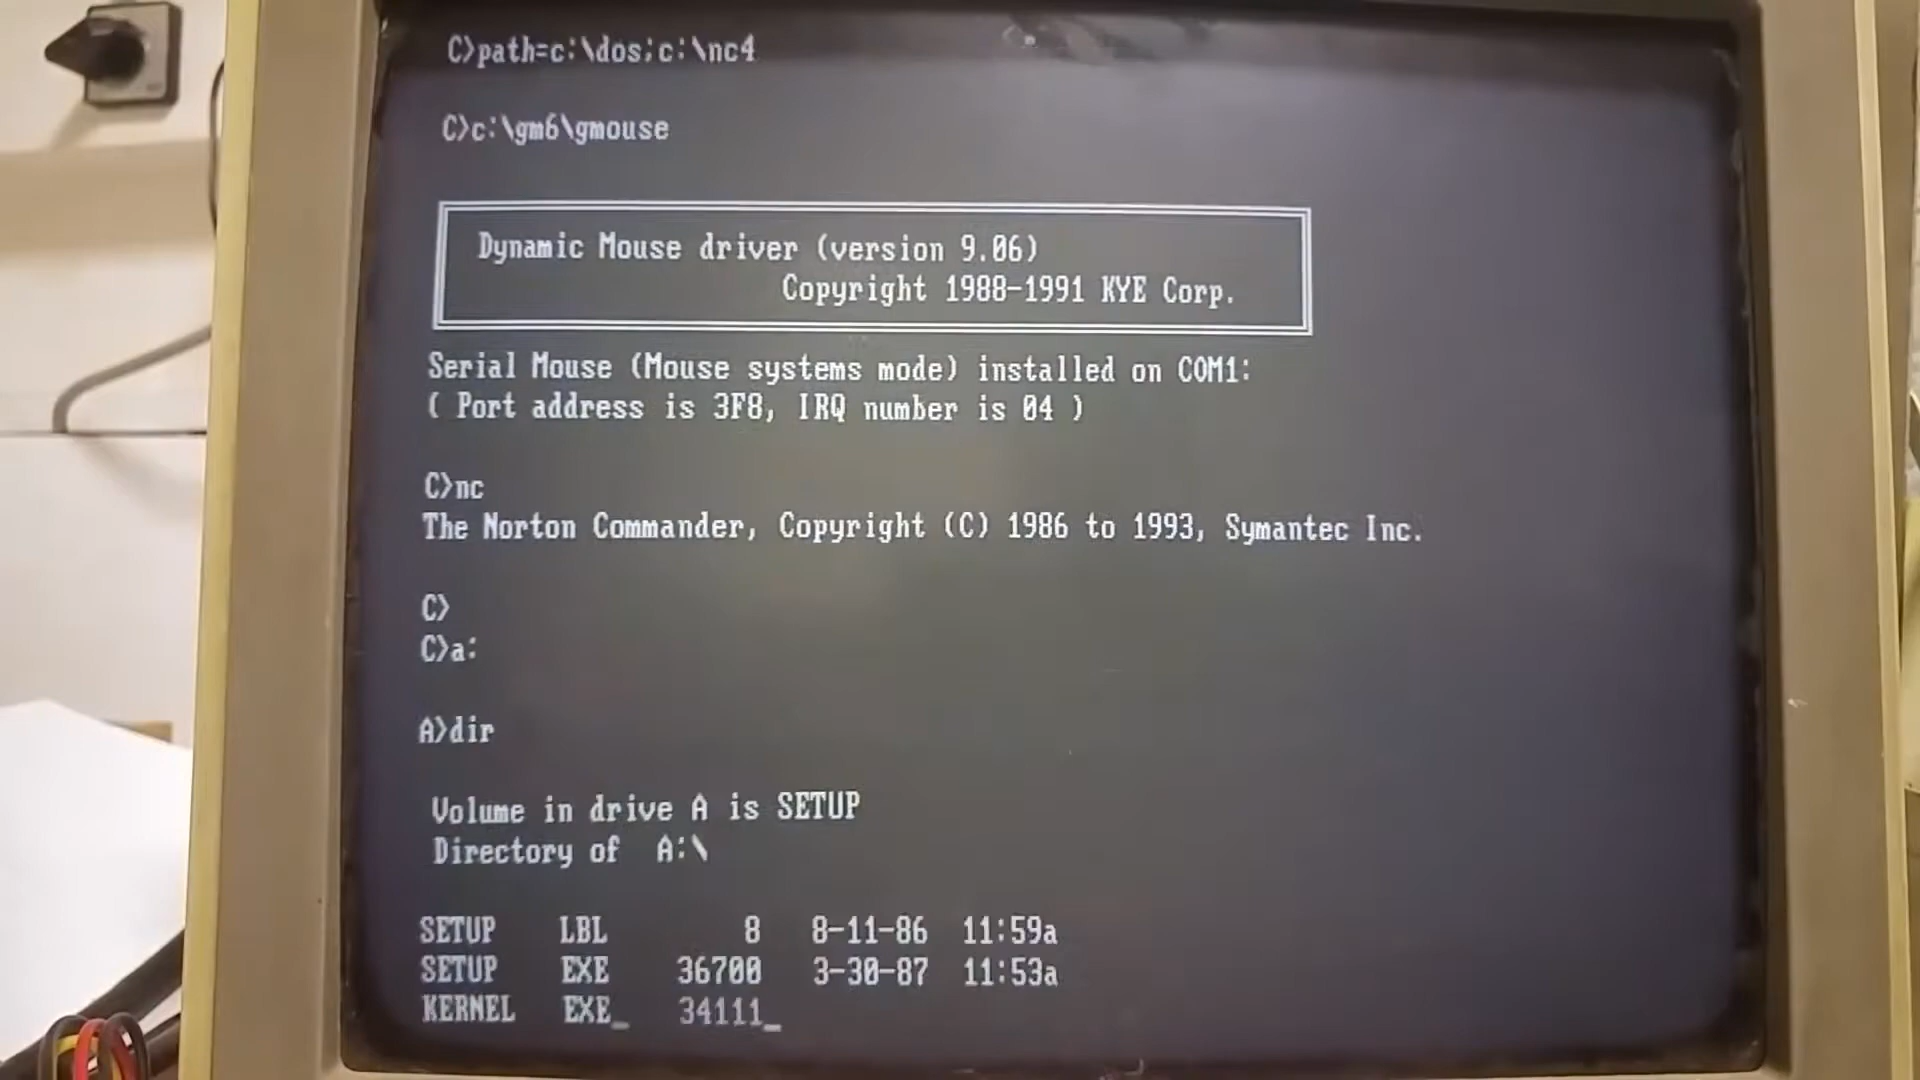 C>path=c:\dos;c:\nc4
C>c:\gm6\gmouse
Dynamic Mouse driver (version 9.06)
Copyright 1988-1991 KYE Corp.
Serial Mouse (Mouse systems mode) installed on COM1:
( Port address is 3F8, IRQ number is 04 )
C>nc
The Norton Commander, Copyright (C) 1986 to 1993, Symantec Inc.
C>
C>a:
A>dir
Volume in drive A is SETUP
Directory of  A:\
SETUP    LBL         8   8-11-86  11:59a
SETUP    EXE     36700   3-30-87  11:53a
KERNEL   EXE_    34111_